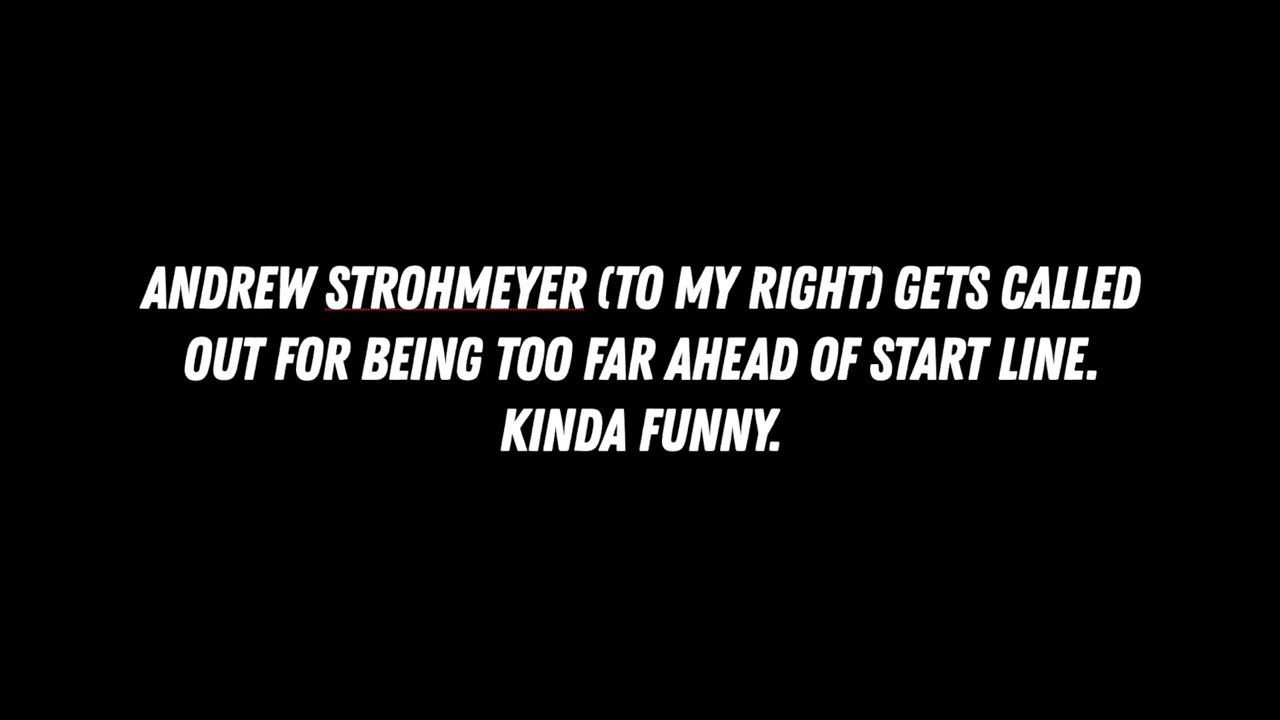 ANDREW STROHMEYER (TO MY RIGHT) GETS CALLED
OUT FOR BEING TOO FAR AHEAD OF START LINE.
KINDA FUNNY.